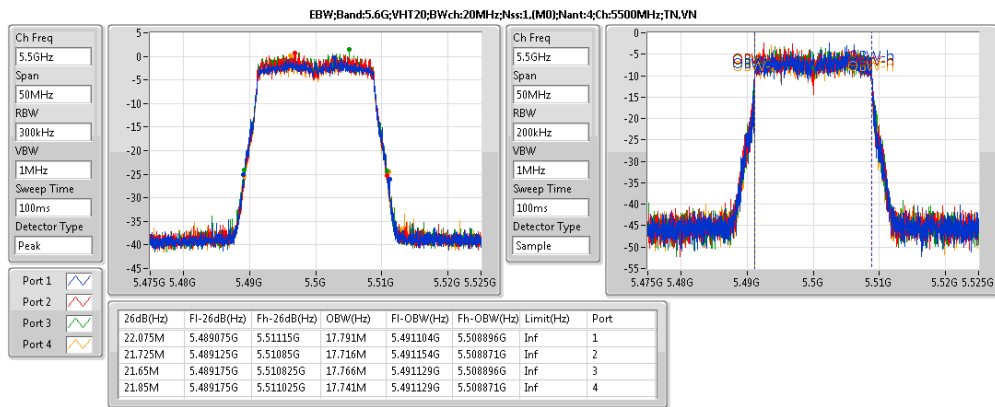 EBW;Band:5.6G;VHT20;BWch:20MHz;Nss:1,(M0);Nant:4;Ch:5500MHz;TN,VN
Ch Freq
5.5GHz
Span
50MHz
RBW
300kHz
VBW
1MHz
Sweep Time
100ms
Detector Type
Peak
5
0
-5
-10
-15
-20
-25
-30
-35
-40
-45
5.475G 5.48G 5.49G 5.5G 5.51G 5.52G 5.525G
Ch Freq
5.5GHz
Span
50MHz
RBW
200kHz
VBW
1MHz
Sweep Time
100ms
Detector Type
Sample
0
-5
-10
-15
-20
-25
-30
-35
-40
-45
-50
-55
5.475G 5.48G 5.49G 5.5G 5.51G 5.52G 5.525G
Port 1
Port 2
Port 3
Port 4
26dB(Hz) Fl-26dB(Hz) Fh-26dB(Hz) OBW(Hz) Fl-OBW(Hz) Fh-OBW(Hz) Limit(Hz) Port
22.075M 5.489075G 5.51115G 17.791M 5.491104G 5.508896G Inf 1
21.725M 5.489125G 5.51085G 17.716M 5.491154G 5.508871G Inf 2
21.65M 5.489175G 5.510825G 17.766M 5.491129G 5.508896G Inf 3
21.85M 5.489175G 5.511025G 17.741M 5.491129G 5.508871G Inf 4